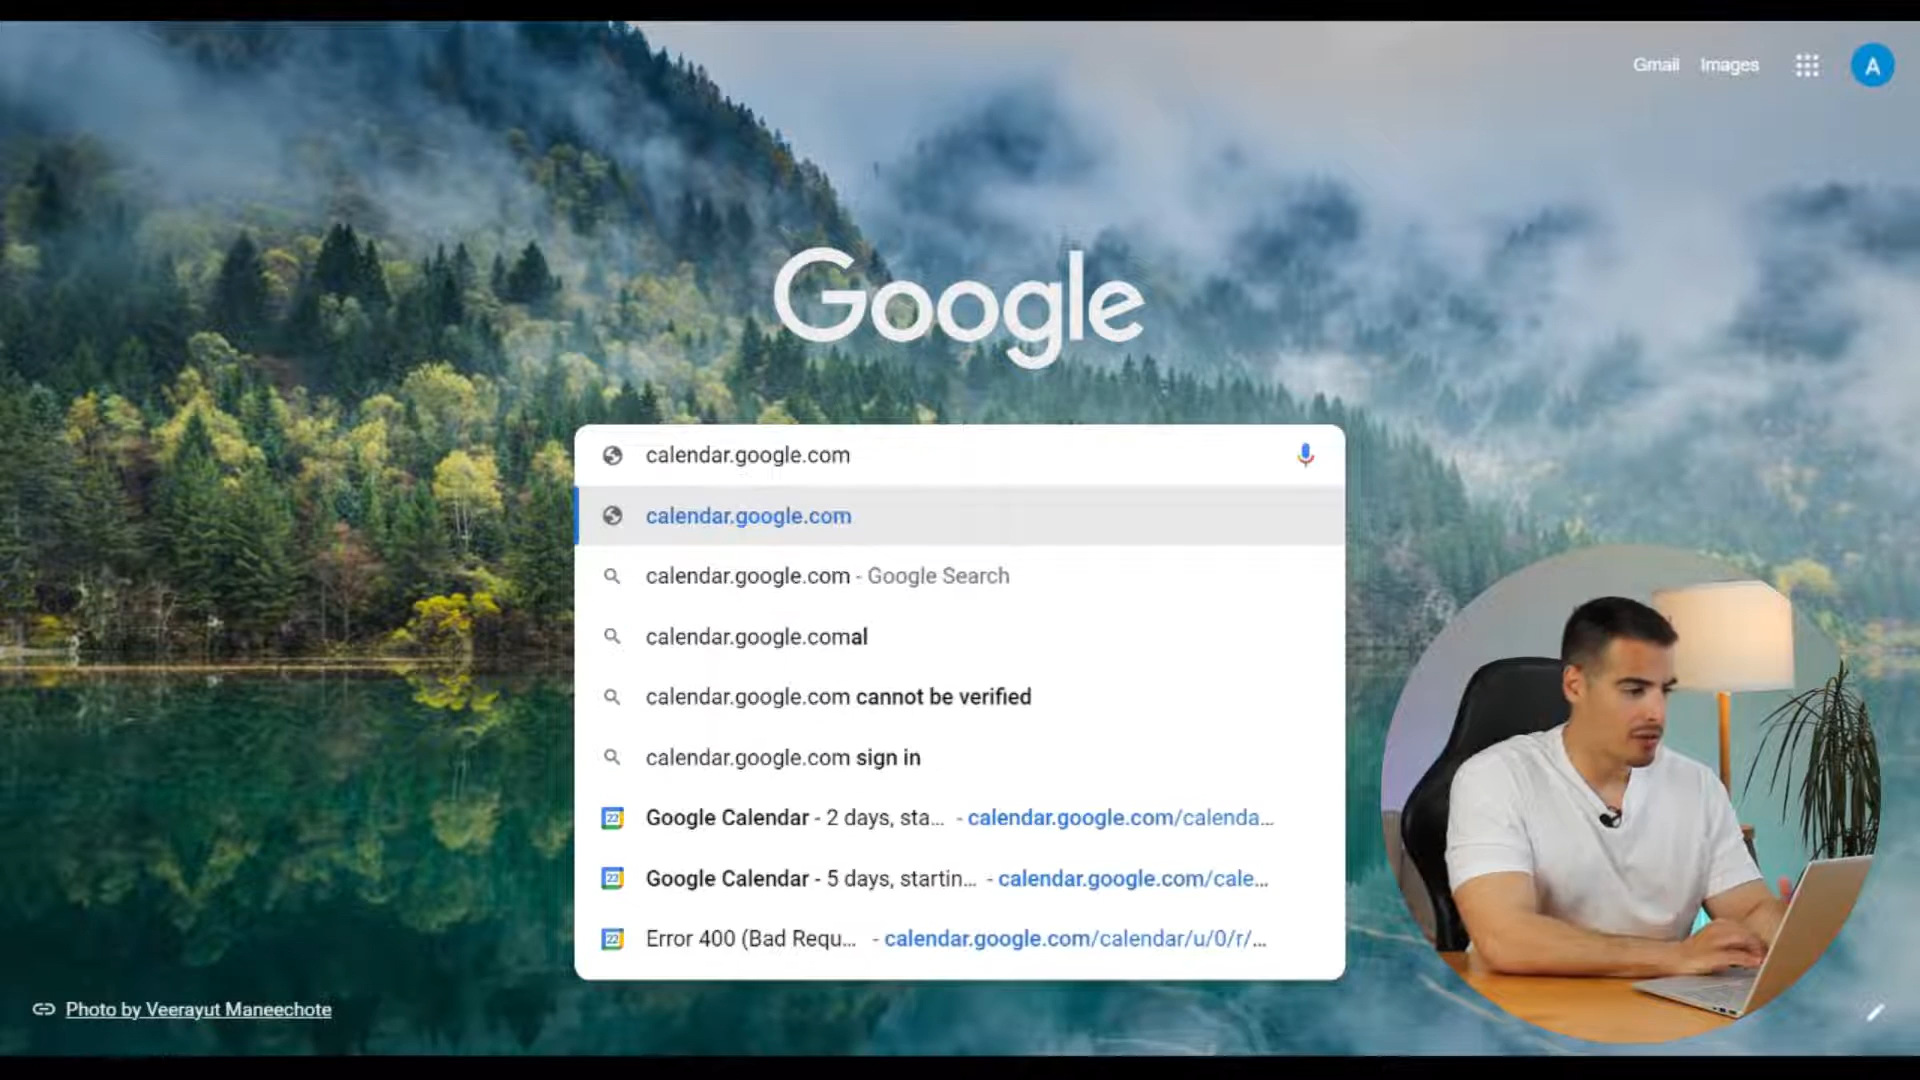 Gmail Images A
Google
calendar.google.com
calendar.google.com
calendar.google.com - Google Search
calendar.google.comal
calendar.google.com cannot be verified
calendar.google.com sign in
Google Calendar - 2 days, sta... - calendar.google.com/calenda...
Google Calendar - 5 days, startin... - calendar.google.com/cale...
Error 400 (Bad Requ... - calendar.google.com/calendar/u/0/r/...
Photo by Veerayut Maneechote